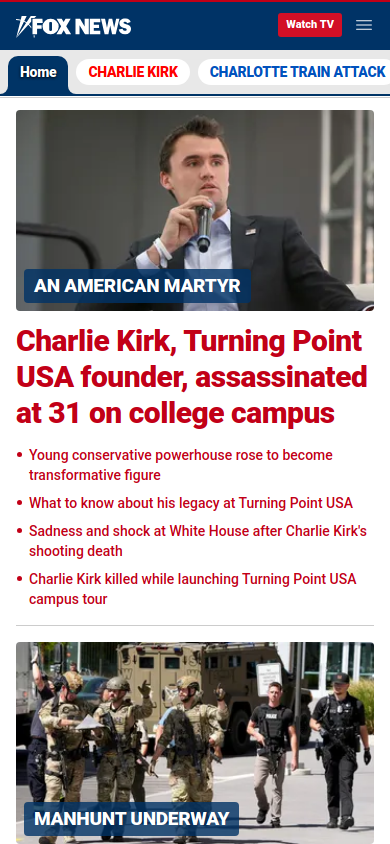 FOX NEWS
Watch TV
Home
CHARLIE KIRK
CHARLOTTE TRAIN ATTACK
AN AMERICAN MARTYR
Charlie Kirk, Turning Point
USA founder, assassinated
at 31 on college campus
• Young conservative powerhouse rose to become
transformative figure
• What to know about his legacy at Turning Point USA
• Sadness and shock at White House after Charlie Kirk's
shooting death
• Charlie Kirk killed while launching Turning Point USA
campus tour
POLICE
MANHUNT UNDERWAY